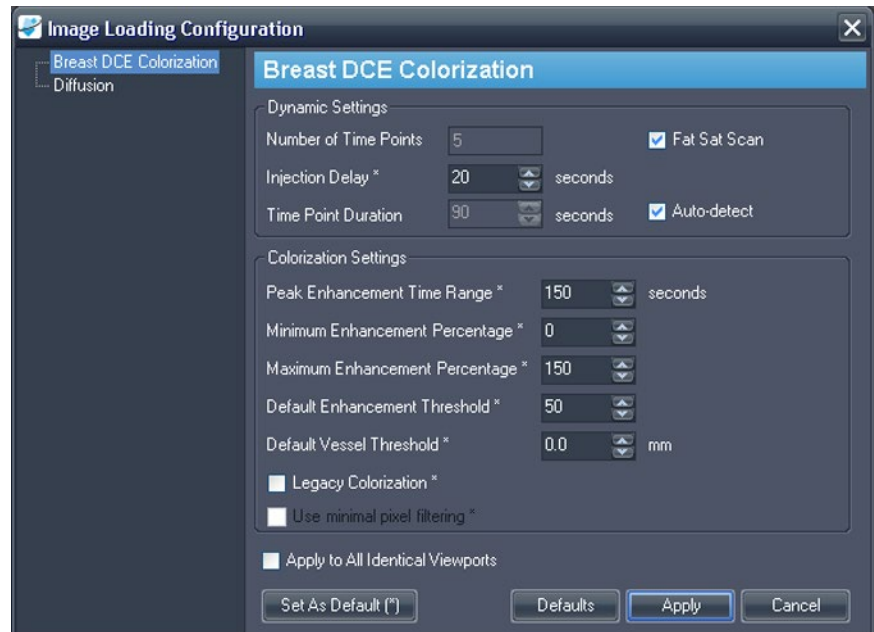 Image Loading Configuration
Breast DCE Colorization
Diffusion
Breast DCE Colorization
Dynamic Settings
Number of Time Points 5 Fat Sat Scan
Injection Delay * 20 seconds
Time Point Duration 90 seconds Auto-detect
Colorization Settings
Peak Enhancement Time Range * 150 seconds
Minimum Enhancement Percentage * 0
Maximum Enhancement Percentage * 150
Default Enhancement Threshold * 50
Default Vessel Threshold * 0.0 mm
Legacy Colorization *
Use minimal pixel filtering *
Apply to All Identical Viewports
Set As Default (*) Defaults Apply Cancel